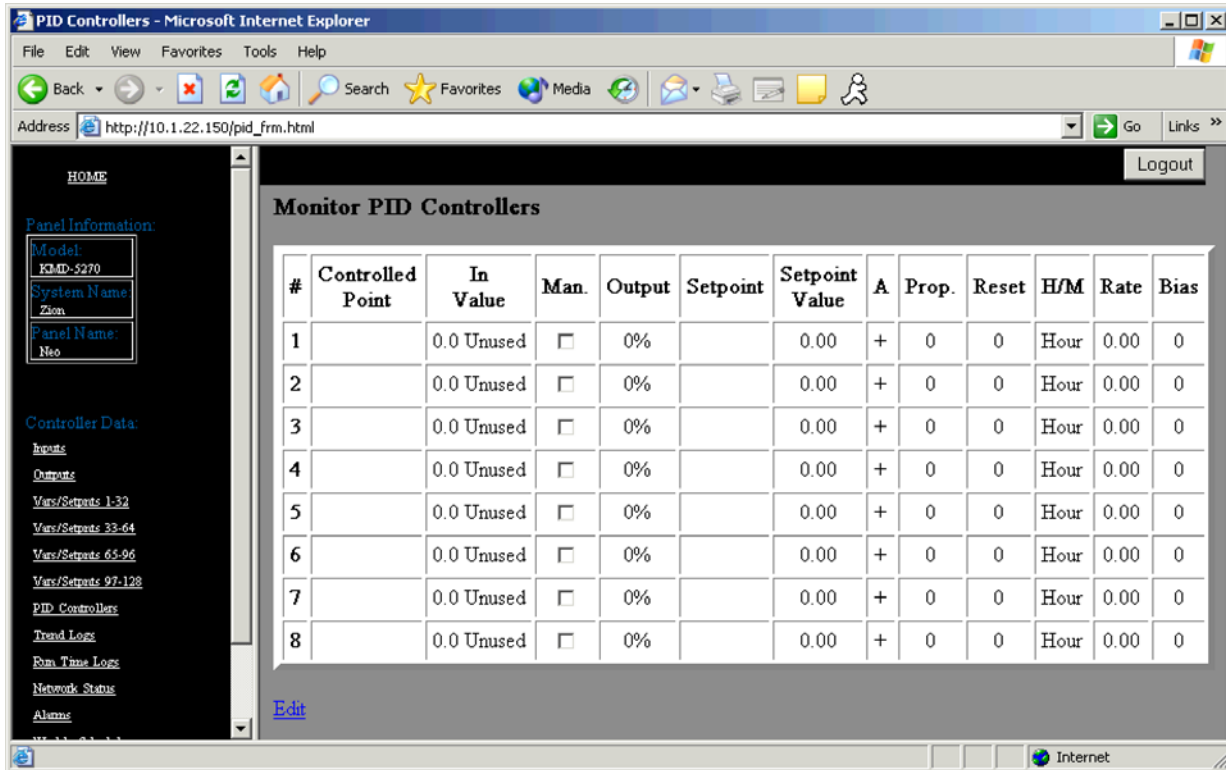 PID Controllers - Microsoft Internet Explorer
File Edit View Favorites Tools Help
Back Search Favorites Media
Address http://10.1.22.150/pid_frm.html Go Links »
HOME
Panel Information:
Model:
KMD-5270
System Name:
Zion
Panel Name:
Neo
Controller Data:
Inputs
Outputs
Vars/Setpnts 1-32
Vars/Setpnts 33-64
Vars/Setpnts 65-96
Vars/Setpnts 97-128
PID Controllers
Trend Logs
Run Time Logs
Network Status
Alarms
Logout
Monitor PID Controllers
# Controlled Point In Value Man. Output Setpoint Setpoint Value A Prop. Reset H/M Rate Bias
1 0.0 Unused 0% 0.00 + 0 0 Hour 0.00 0
2 0.0 Unused 0% 0.00 + 0 0 Hour 0.00 0
3 0.0 Unused 0% 0.00 + 0 0 Hour 0.00 0
4 0.0 Unused 0% 0.00 + 0 0 Hour 0.00 0
5 0.0 Unused 0% 0.00 + 0 0 Hour 0.00 0
6 0.0 Unused 0% 0.00 + 0 0 Hour 0.00 0
7 0.0 Unused 0% 0.00 + 0 0 Hour 0.00 0
8 0.0 Unused 0% 0.00 + 0 0 Hour 0.00 0
Edit
Internet